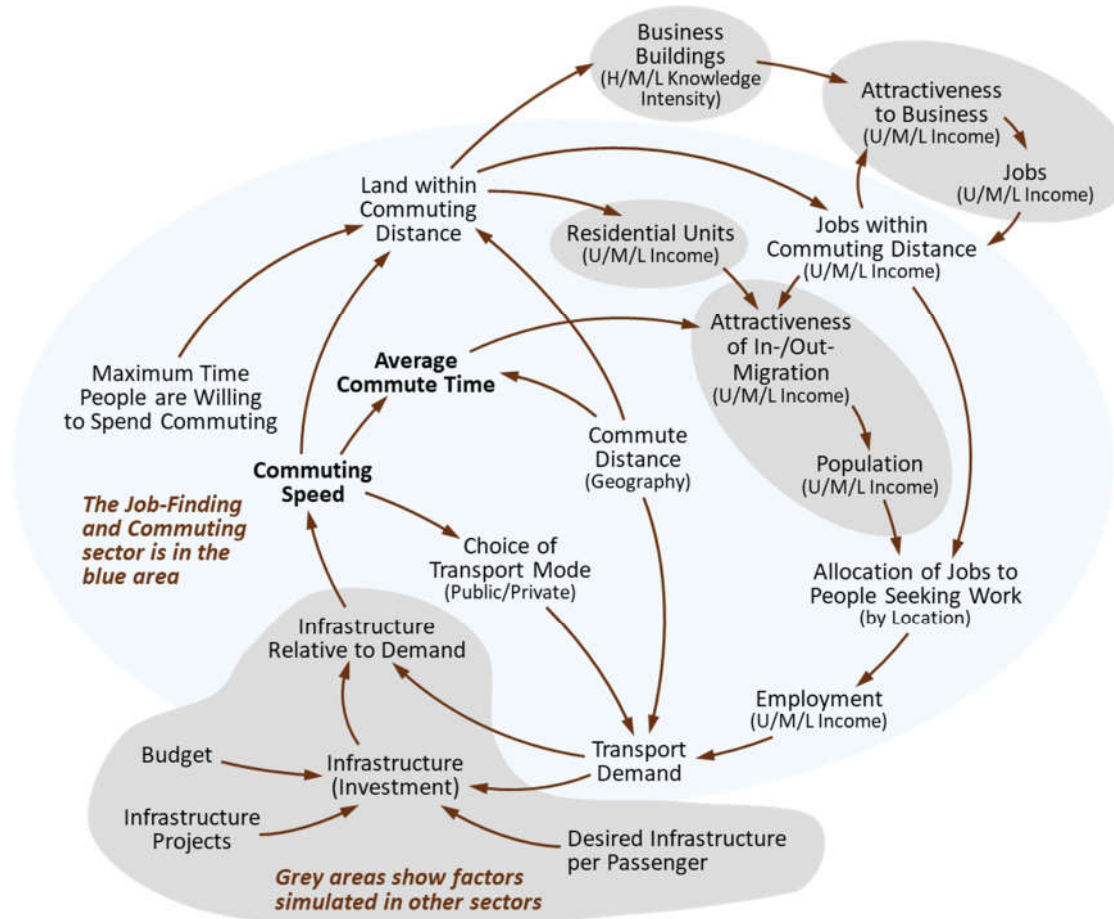 Business
Buildings
(H/M/L Knowledge
Intensity)
Attractiveness
to Business
(U/M/L Income)
Jobs
(U/M/L Income)
Land within
Commuting
Distance
Residential Units
(U/M/L Income)
Jobs within
Commuting Distance
(U/M/L Income)
Maximum Time
People are Willing
to Spend Commuting
Average
Commute Time
Attractiveness
of In-/Out-
Migration
(U/M/L Income)
Commuting
Speed
Commute
Distance
(Geography)
Population
(U/M/L Income)
The Job-Finding
and Commuting
sector is in the
blue area
Choice of
Transport Mode
(Public/Private)
Allocation of Jobs to
People Seeking Work
(by Location)
Infrastructure
Relative to Demand
Employment
(U/M/L Income)
Budget
Infrastructure
(Investment)
Transport
Demand
Infrastructure
Projects
Desired Infrastructure
per Passenger
Grey areas show factors
simulated in other sectors